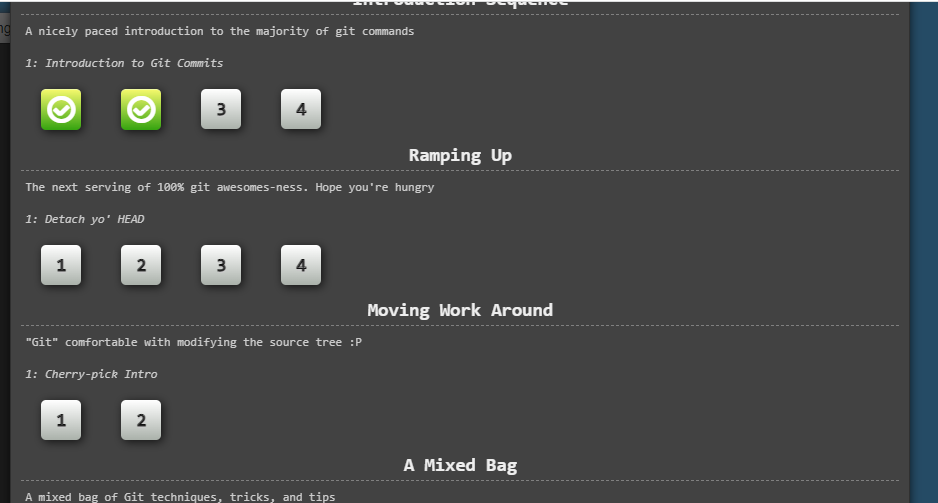 Introduction Sequence
A nicely paced introduction to the majority of git commands
1: Introduction to Git Commits
3 4
Ramping Up
The next serving of 100% git awesomes-ness. Hope you're hungry
1: Detach yo' HEAD
1 2 3 4
Moving Work Around
"Git" comfortable with modifying the source tree :P
1: Cherry-pick Intro
1 2
A Mixed Bag
A mixed bag of Git techniques, tricks, and tips